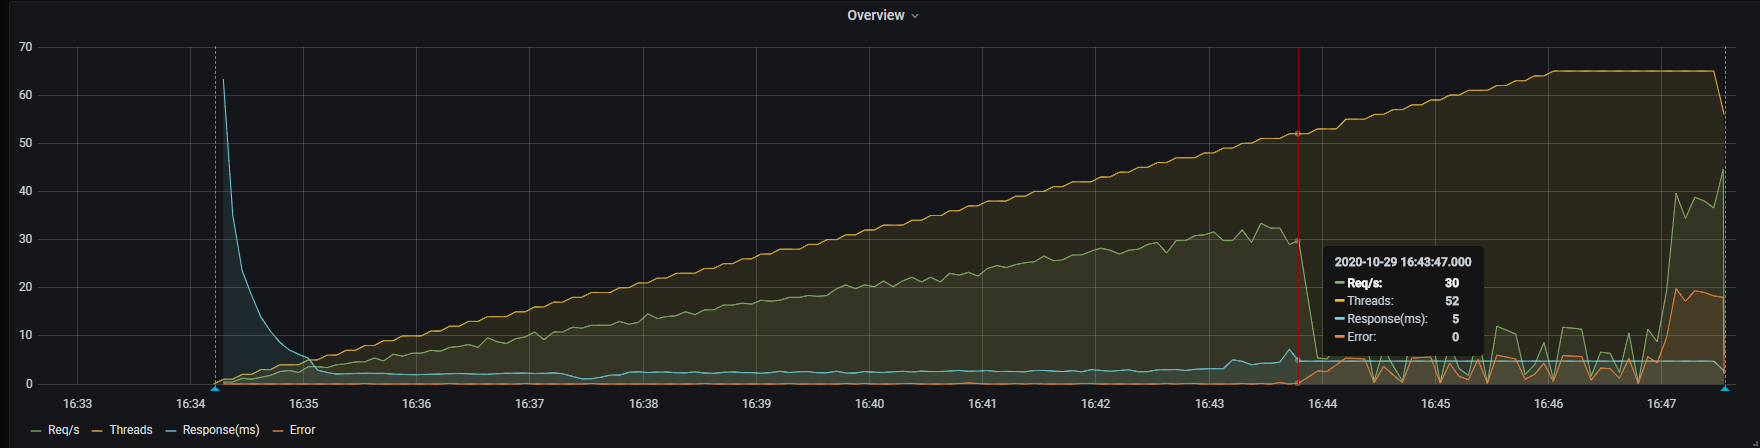 Overview
70
60
50
40
30
20
10
0
2020-10-29 16:43:47.000
Req/s: 30
Threads: 52
Response(ms): 5
Error: 0
16:33 16:34 16:35 16:36 16:37 16:38 16:39 16:40 16:41 16:42 16:43 16:44 16:45 16:46 16:47
Req/s Threads Response(ms) Error